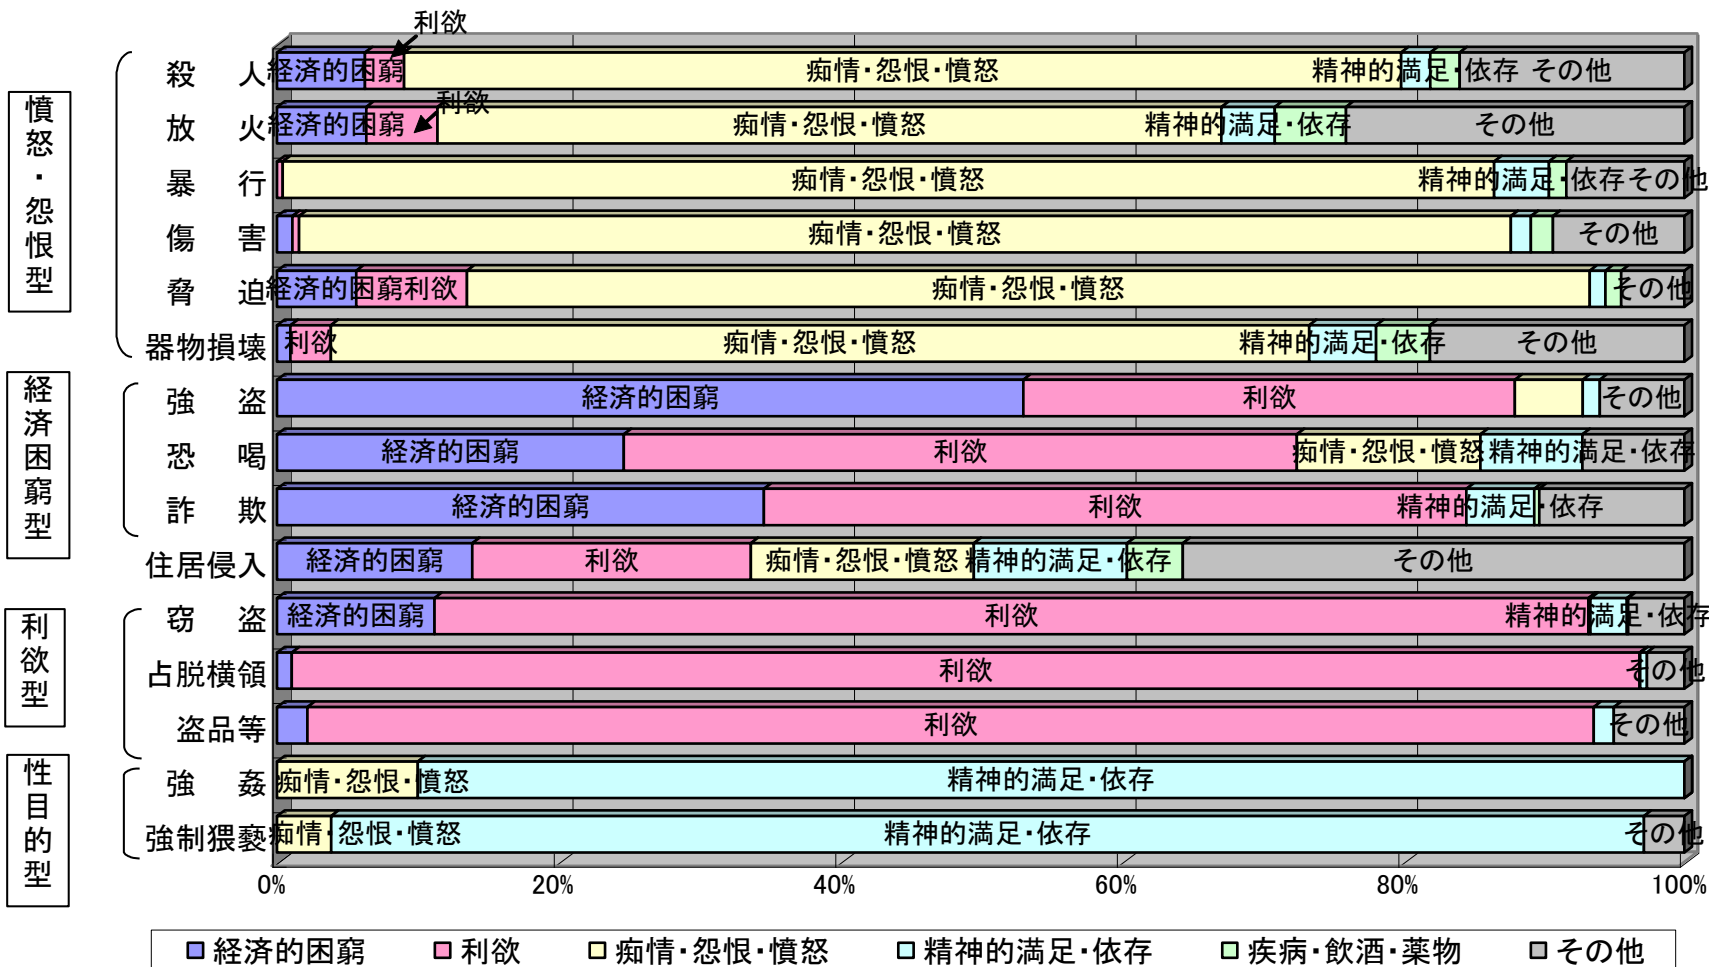 利欲
憤怒・怨恨型
殺 人
経済的困窮 痴情・怨恨・憤怒 精神的満足・依存 その他
利欲
放 火
経済的困窮 痴情・怨恨・憤怒 精神的満足・依存 その他
暴 行
痴情・怨恨・憤怒 精神的満足・依存 その他
傷 害
痴情・怨恨・憤怒 その他
脅 迫
経済的困窮 利欲 痴情・怨恨・憤怒 その他
器物損壊
利欲 痴情・怨恨・憤怒 精神的満足・依存 その他
経済困窮型
強 盗
経済的困窮 利欲 その他
恐 喝
経済的困窮 利欲 痴情・怨恨・憤怒 精神的満足・依存
詐 欺
経済的困窮 利欲 精神的満足・依存
住居侵入
経済的困窮 利欲 痴情・怨恨・憤怒 精神的満足・依存 その他
利欲型
窃 盗
経済的困窮 利欲 精神的満足・依存
占脱横領
利欲 その他
盗品等
利欲 その他
性目的型
強 姦
痴情・怨恨・憤怒 精神的満足・依存
強制猥褻
痴情・怨恨・憤怒 精神的満足・依存 その他
0% 20% 40% 60% 80% 100%
経済的困窮 利欲 痴情・怨恨・憤怒 精神的満足・依存 疾病・飲酒・薬物 その他